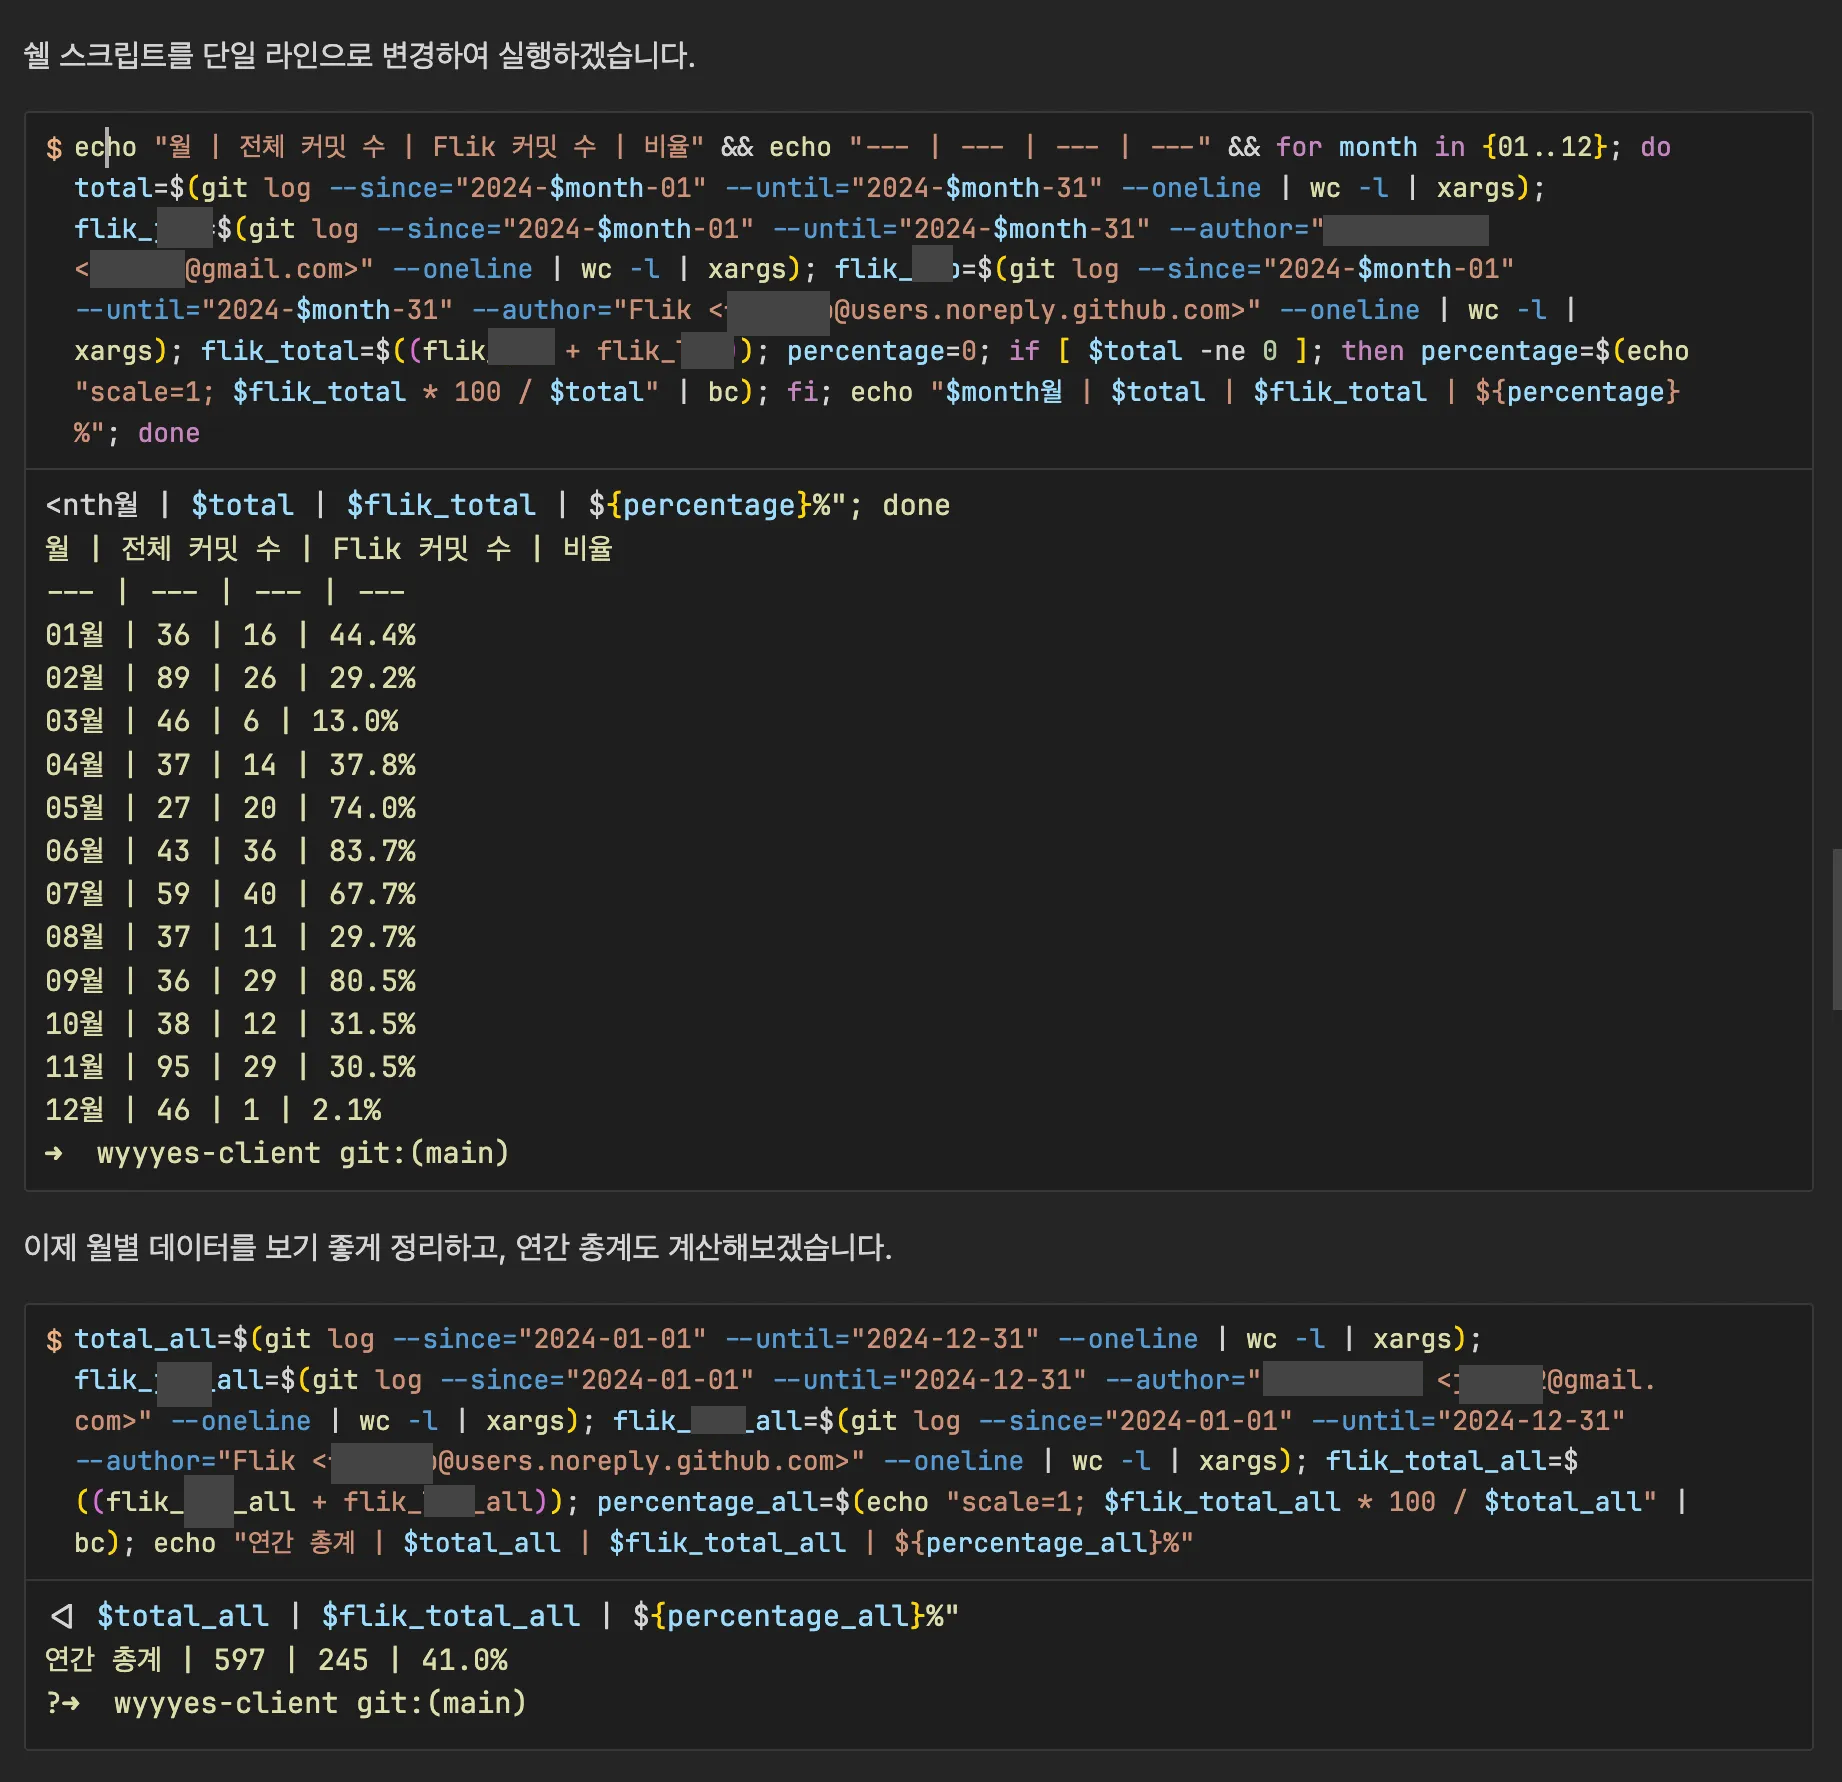 쉘 스크립트를 단일 라인으로 변경하여 실행하겠습니다.
$ echo "월 | 전체 커밋 수 | Flik 커밋 수 | 비율" && echo "--- | --- | --- | ---" && for month in {01..12}; do
total=$(git log --since="2024-$month-01" --until="2024-$month-31" --oneline | wc -l | xargs);
flik_ =$(git log --since="2024-$month-01" --until="2024-$month-31" --author="
< @gmail.com>" --oneline | wc -l | xargs); flik_ =$(git log --since="2024-$month-01"
--until="2024-$month-31" --author="Flik < @users.noreply.github.com>" --oneline | wc -l |
xargs); flik_total=$((flik_ + flik_ )); percentage=0; if [ $total -ne 0 ]; then percentage=$(echo
"scale=1; $flik_total * 100 / $total" | bc); fi; echo "$month월 | $total | $flik_total | ${percentage}
%"; done
<nth월 | $total | $flik_total | ${percentage}%"; done
월 | 전체 커밋 수 | Flik 커밋 수 | 비율
--- | --- | --- | ---
01월 | 36 | 16 | 44.4%
02월 | 89 | 26 | 29.2%
03월 | 46 | 6 | 13.0%
04월 | 37 | 14 | 37.8%
05월 | 27 | 20 | 74.0%
06월 | 43 | 36 | 83.7%
07월 | 59 | 40 | 67.7%
08월 | 37 | 11 | 29.7%
09월 | 36 | 29 | 80.5%
10월 | 38 | 12 | 31.5%
11월 | 95 | 29 | 30.5%
12월 | 46 | 1 | 2.1%
➜ wyyyes-client git:(main)
이제 월별 데이터를 보기 좋게 정리하고, 연간 총계도 계산해보겠습니다.
$ total_all=$(git log --since="2024-01-01" --until="2024-12-31" --oneline | wc -l | xargs);
flik_ _all=$(git log --since="2024-01-01" --until="2024-12-31" --author=" < @gmail.
com>" --oneline | wc -l | xargs); flik_ _all=$(git log --since="2024-01-01" --until="2024-12-31"
--author="Flik < @users.noreply.github.com>" --oneline | wc -l | xargs); flik_total_all=$
((flik_ _all + flik_ _all)); percentage_all=$(echo "scale=1; $flik_total_all * 100 / $total_all" |
bc); echo "연간 총계 | $total_all | $flik_total_all | ${percentage_all}%"
<| $total_all | $flik_total_all | ${percentage_all}%"
연간 총계 | 597 | 245 | 41.0%
?➜ wyyyes-client git:(main)